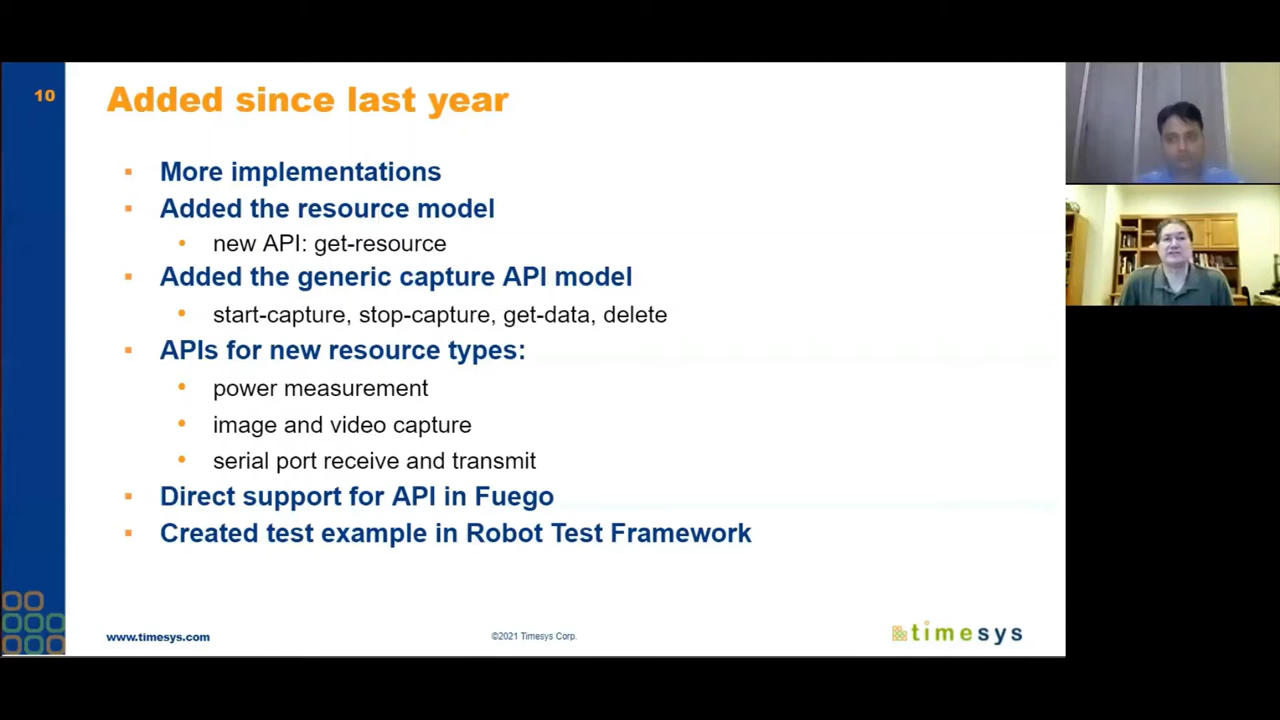 10
Added since last year
More implementations
Added the resource model
new API: get-resource
Added the generic capture API model
start-capture, stop-capture, get-data, delete
APIs for new resource types:
power measurement
image and video capture
serial port receive and transmit
Direct support for API in Fuego
Created test example in Robot Test Framework
www.timesys.com
©2021 Timesys Corp.
timesys